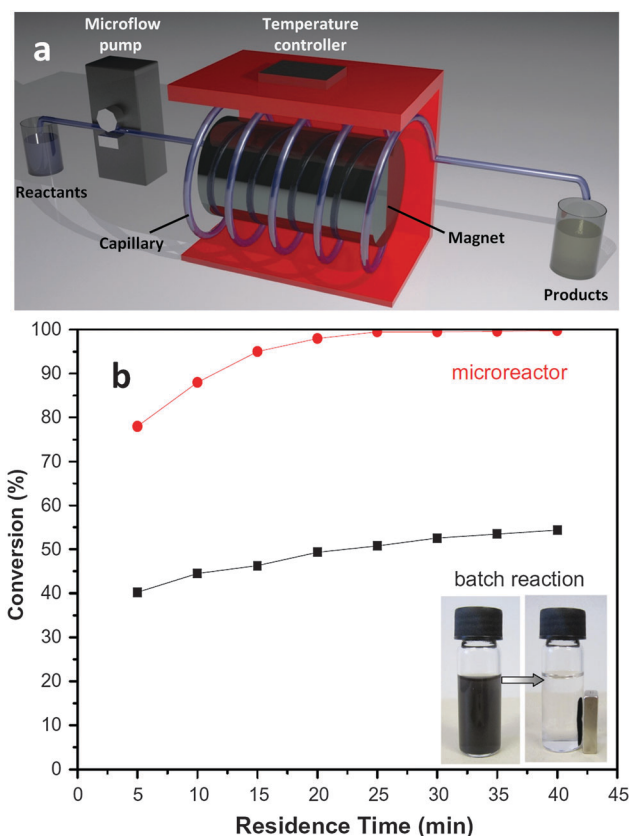 a
Microflow
pump
Temperature
controller
Reactants
Capillary
Magnet
Products
b
100
90
80
70
60
50
40
30
20
10
0
Conversion (%)
microreactor
batch reaction
0 5 10 15 20 25 30 35 40 45
Residence Time (min)